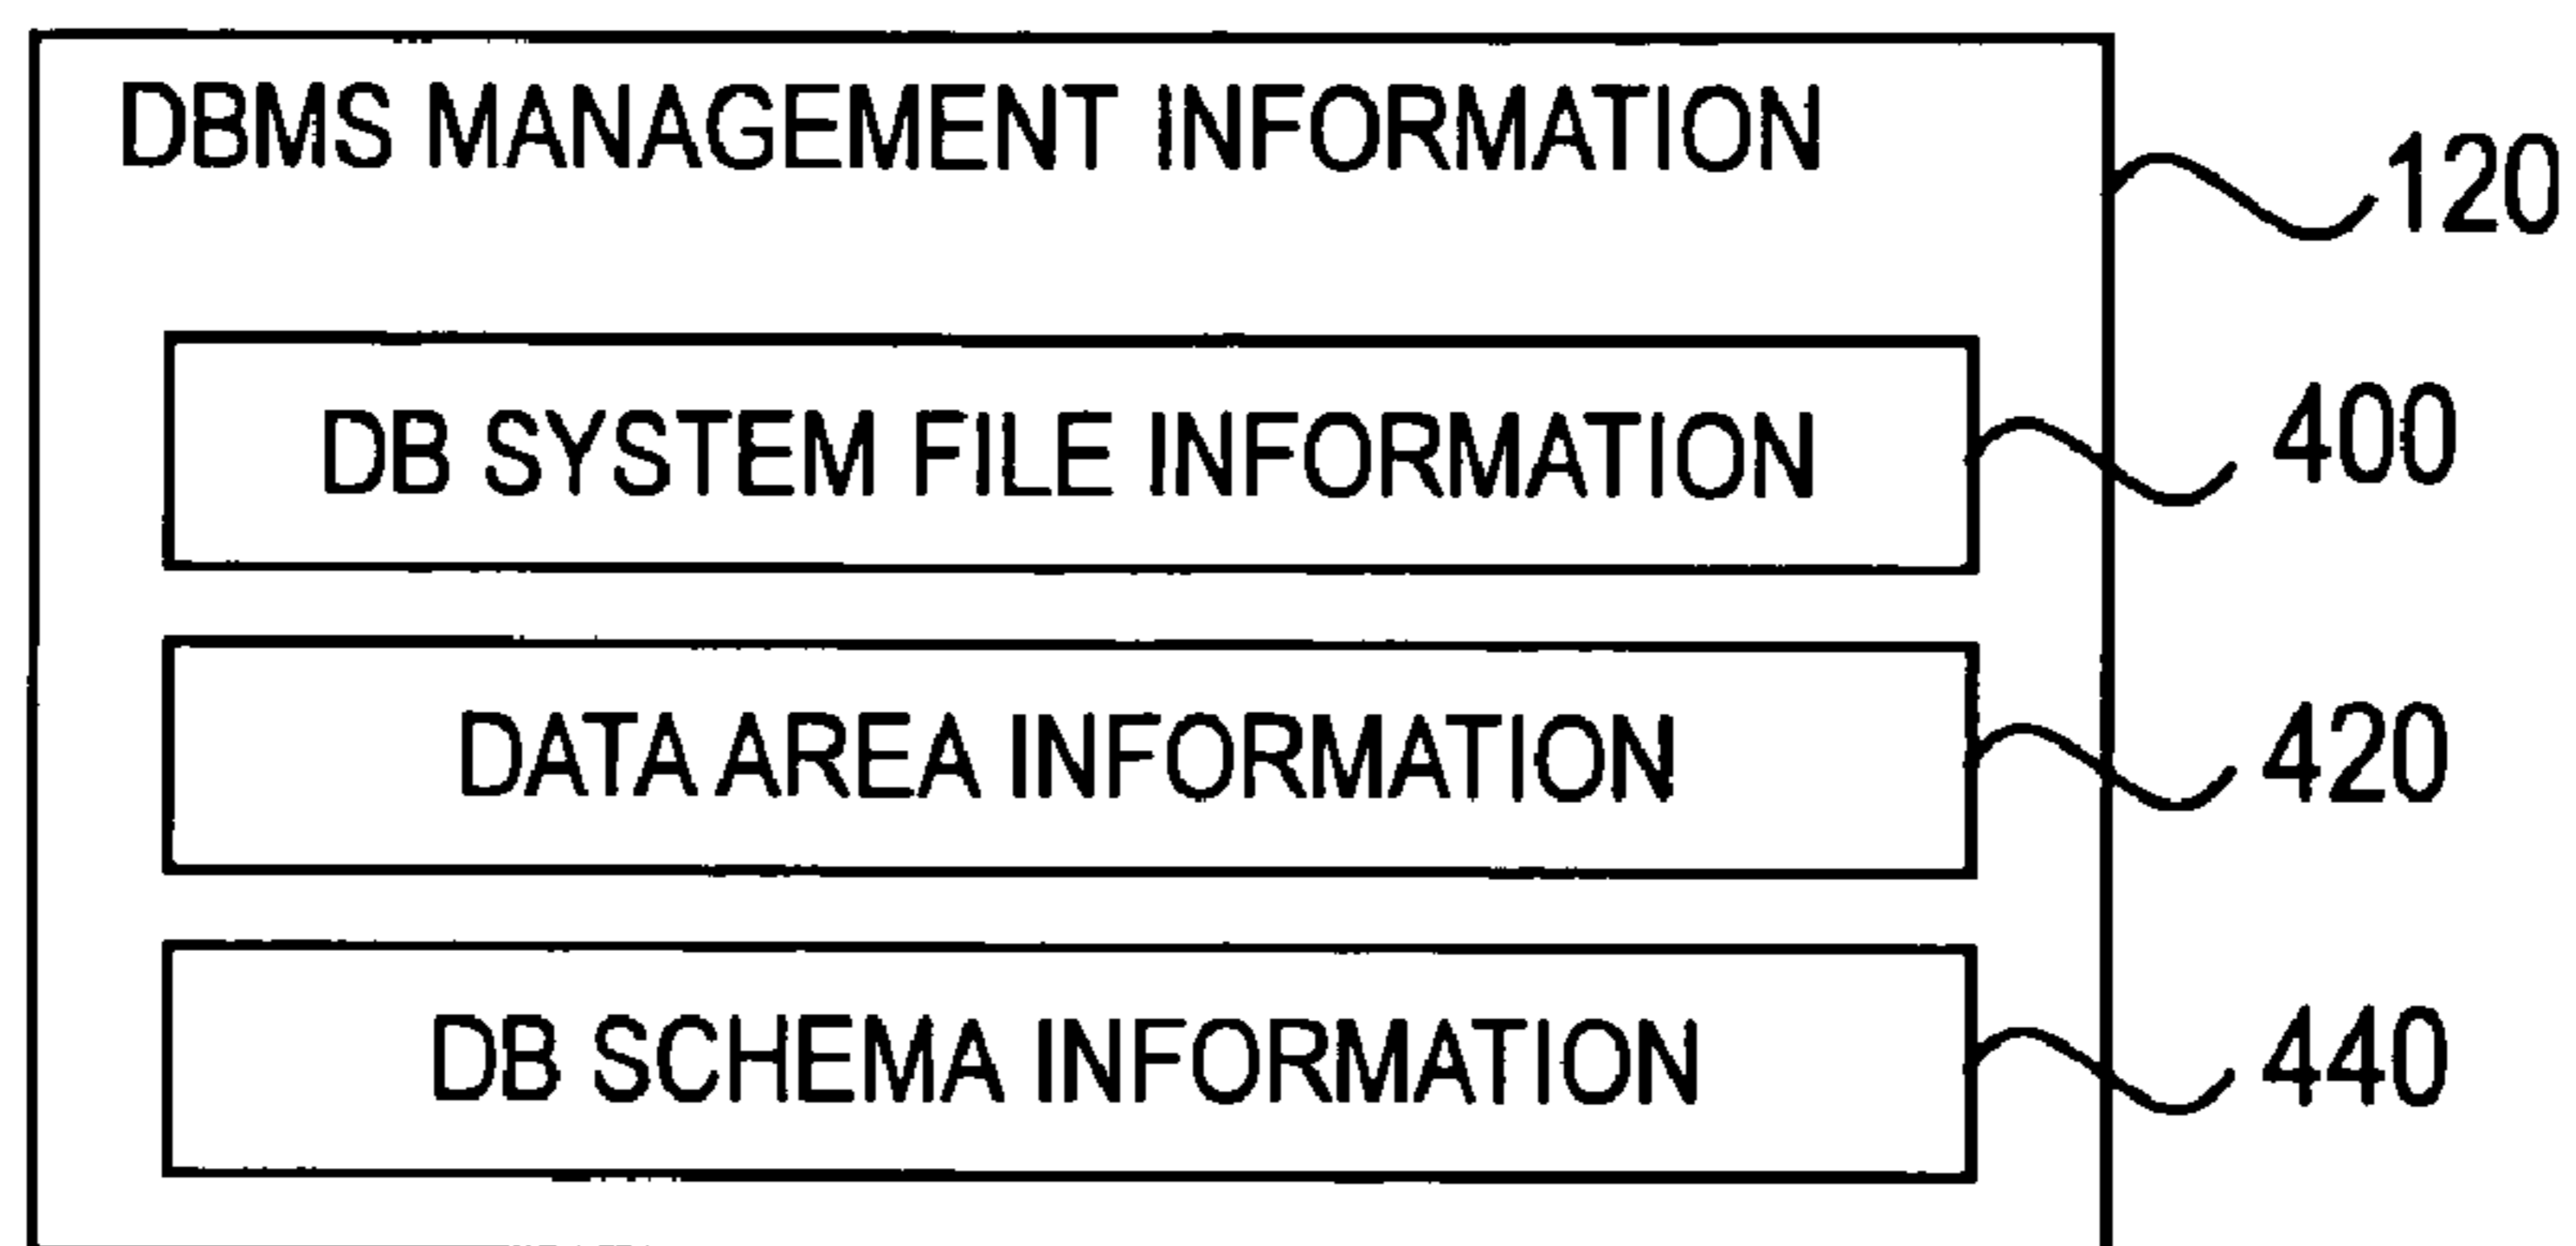 DBMS MANAGEMENT INFORMATION
120
DB SYSTEM FILE INFORMATION
400
DATA AREA INFORMATION
420
DB SCHEMA INFORMATION
440